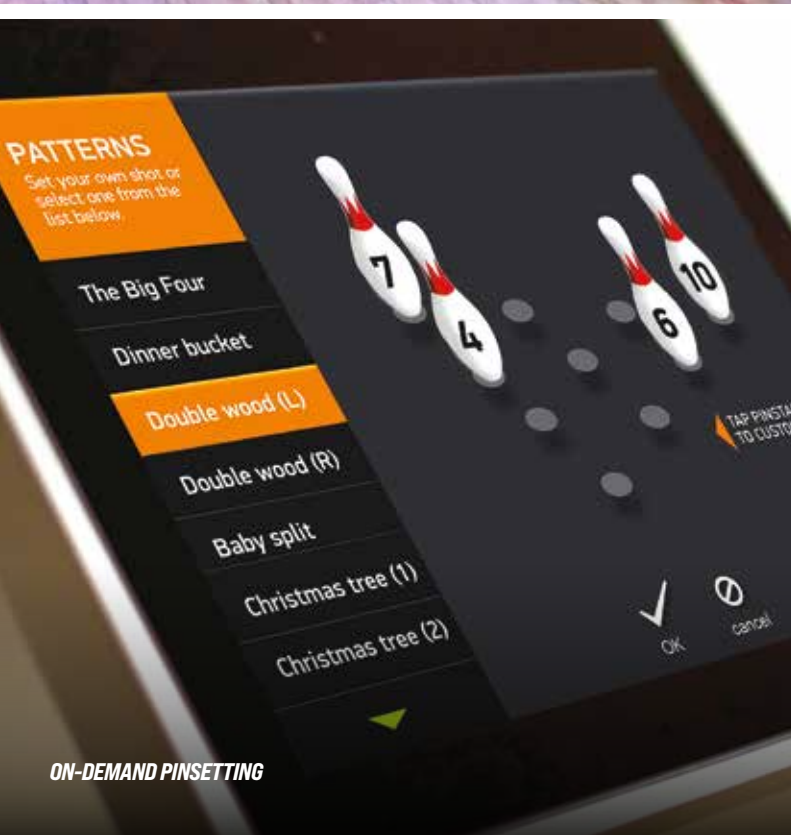 PATTERNS
Set your own shot or
select one from the
list below.
The Big Four
Dinner bucket
Double wood (L)
Double wood (R)
Baby split
Christmas tree (1)
Christmas tree (2)
7
4
6
10
TAP
TO
OK
cancel
ON-DEMAND PINSETTING